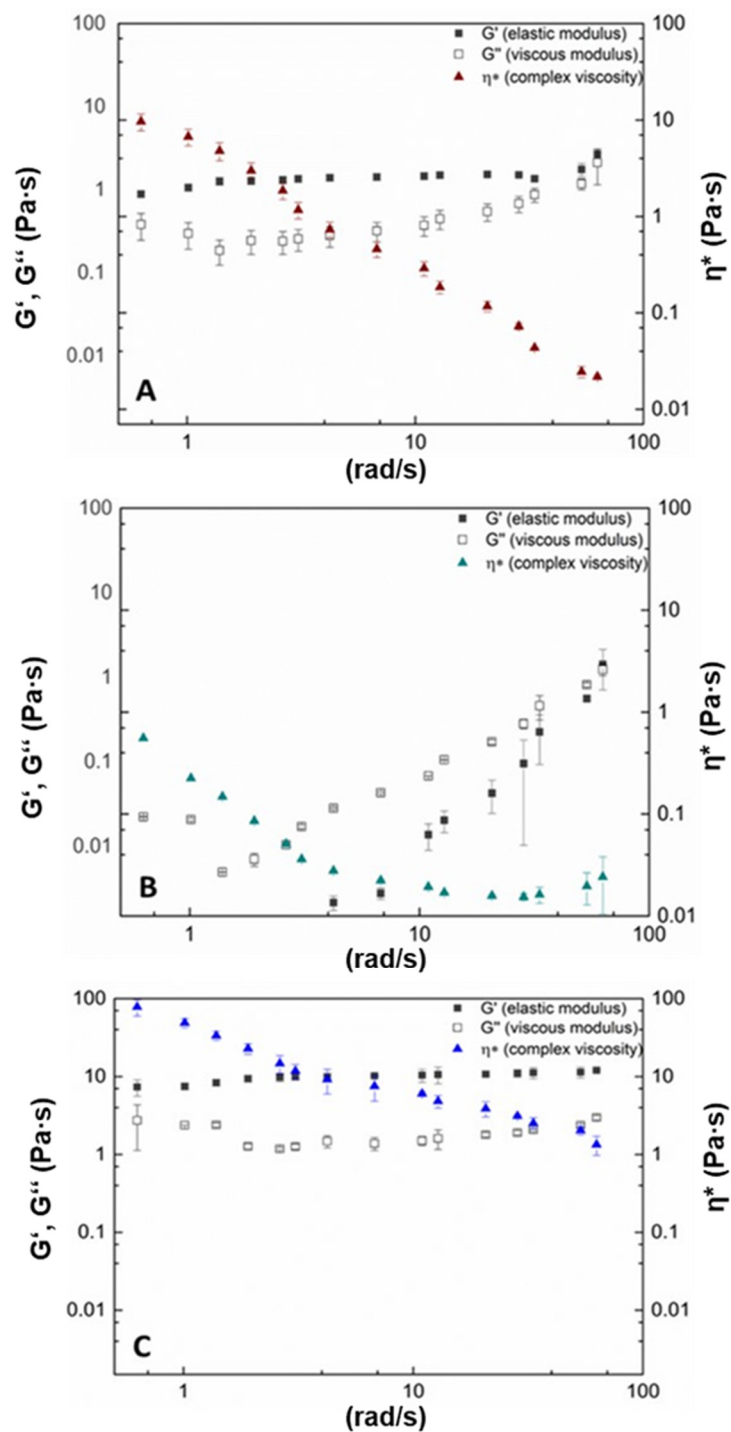 100
10
1
0.1
0.01
G‘, G‘‘ (Pa·s)
G' (elastic modulus)
G'' (viscous modulus)
η* (complex viscosity)
100
10
1
0.1
0.01
η* (Pa·s)
A
1 10 100
(rad/s)
100
10
1
0.1
0.01
G‘, G‘‘ (Pa·s)
G' (elastic modulus)
G'' (viscous modulus)
η* (complex viscosity)
100
10
1
0.1
0.01
η* (Pa·s)
B
1 10 100
(rad/s)
100
10
1
0.1
0.01
G‘, G‘‘ (Pa·s)
G' (elastic modulus)
G'' (viscous modulus)
η* (complex viscosity)
100
10
1
0.1
0.01
η* (Pa·s)
C
1 10 100
(rad/s)